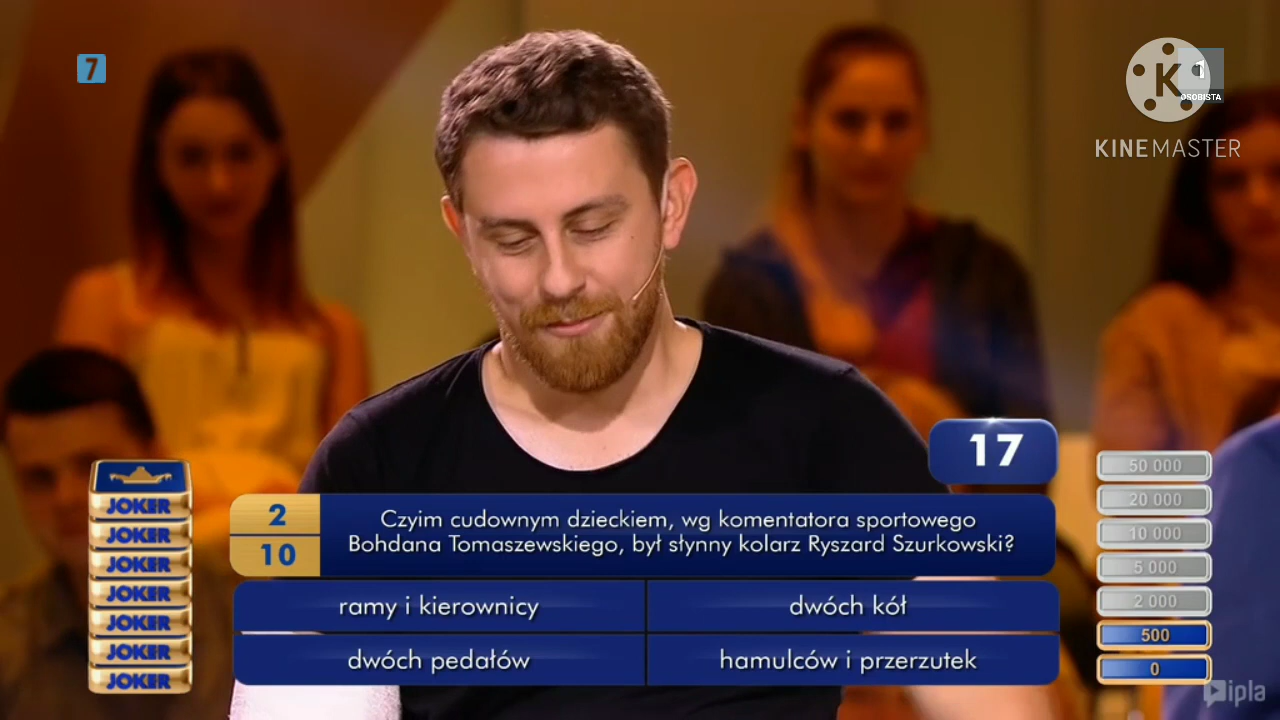 7
K
1
OSOBISTA
KINEMASTER
17
50 000
20 000
10 000
5 000
2 000
500
0
JOKER
JOKER
JOKER
JOKER
JOKER
JOKER
JOKER
2
10
Czyim cudownym dzieckiem, wg komentatora sportowego
Bohdana Tomaszewskiego, był słynny kolarz Ryszard Szurkowski?
ramy i kierownicy
dwóch kół
dwóch pedałów
hamulców i przerzutek
ipla